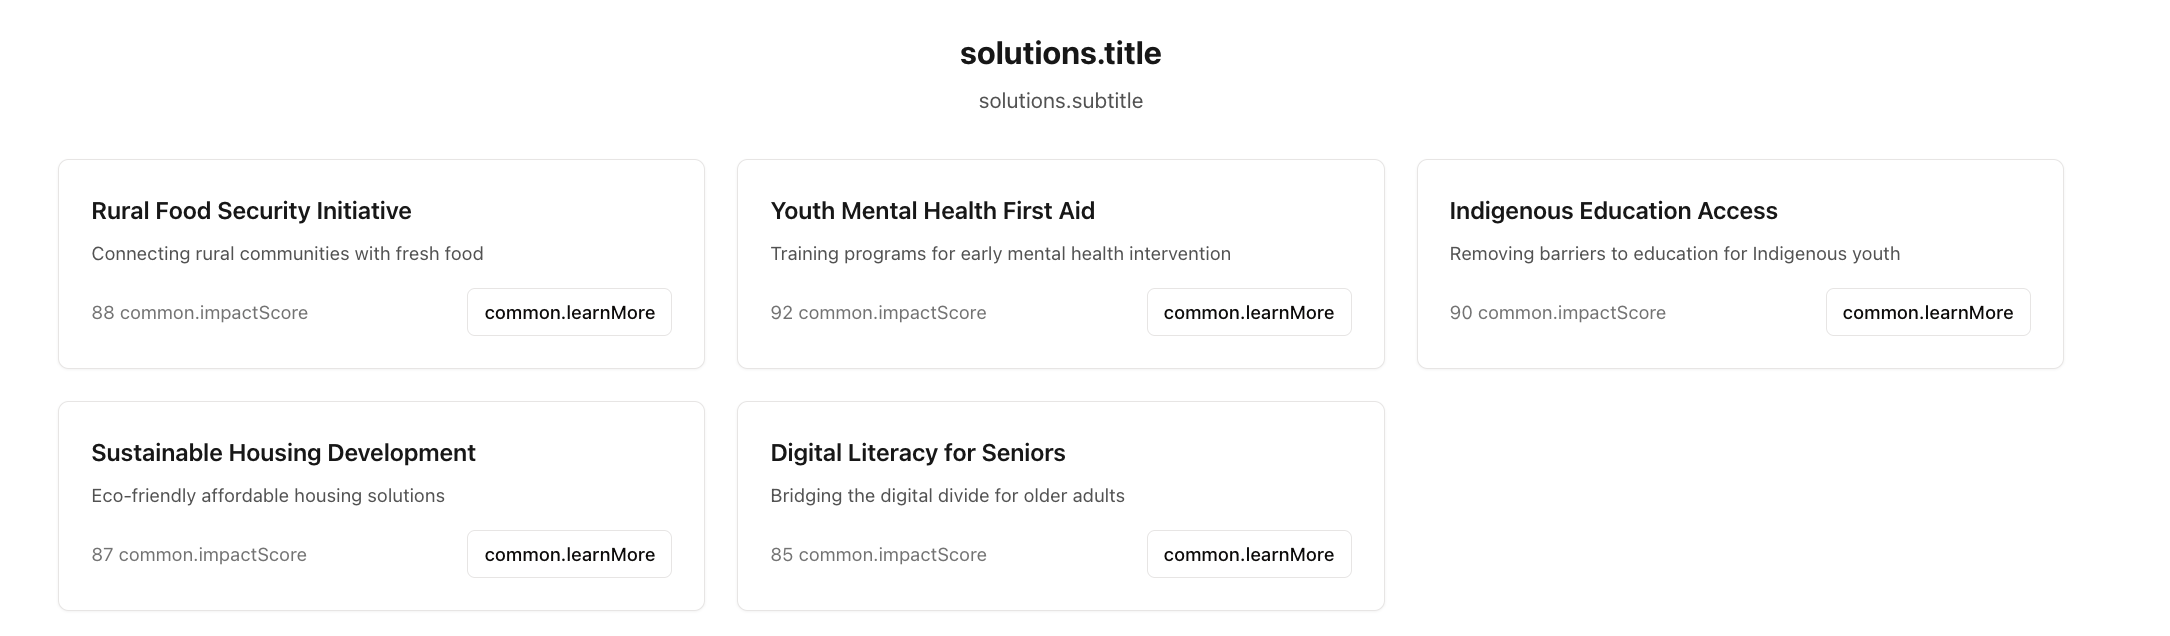 solutions.title
solutions.subtitle
Rural Food Security Initiative
Connecting rural communities with fresh food
88 common.impactScore
common.learnMore
Youth Mental Health First Aid
Training programs for early mental health intervention
92 common.impactScore
common.learnMore
Indigenous Education Access
Removing barriers to education for Indigenous youth
90 common.impactScore
common.learnMore
Sustainable Housing Development
Eco-friendly affordable housing solutions
87 common.impactScore
common.learnMore
Digital Literacy for Seniors
Bridging the digital divide for older adults
85 common.impactScore
common.learnMore